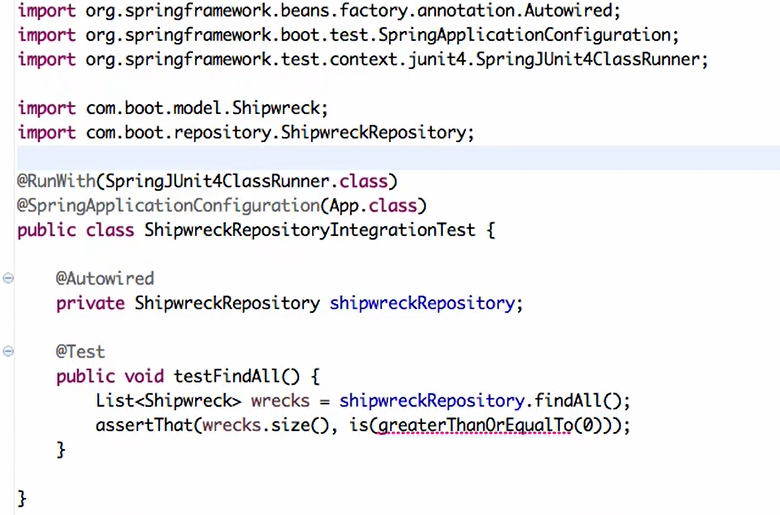 import org.springframework.beans.factory.annotation.Autowired;
import org.springframework.boot.test.SpringApplicationConfiguration;
import org.springframework.test.context.junit4.SpringJUnit4ClassRunner;
import com.boot.model.Shipwreck;
import com.boot.repository.ShipwreckRepository;
@RunWith(SpringJUnit4ClassRunner.class)
@SpringApplicationConfiguration(App.class)
public class ShipwreckRepositoryIntegrationTest {
@Autowired
private ShipwreckRepository shipwreckRepository;
@Test
public void testFindAll() {
List<Shipwreck> wrecks = shipwreckRepository.findAll();
assertThat(wrecks.size(), is(greaterThanOrEqualTo(0)));
}
}